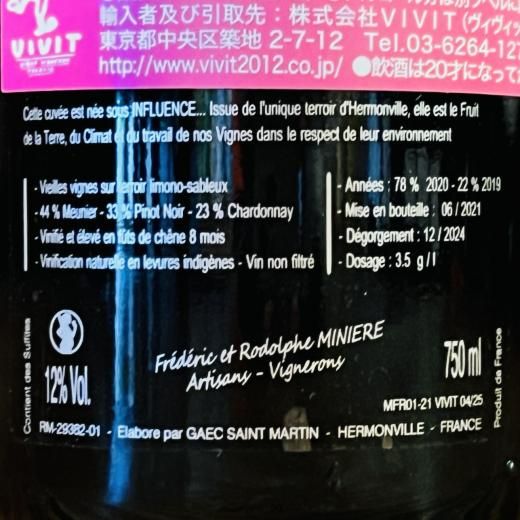 VIVIT
輸入者及び引取先：株式会社VIVIT(ヴィヴィッ
東京都中央区築地 2-7-12 Tel.03-6264-12
http://www.vivit2012.co.jp/ ●飲酒は20才になって
Cette cuvée est née sous INFLUENCE... Issue de l'unique terroir d'Hermonville, elle est le Fruit
de la Terre, du Climat et du travail de nos Vignes dans le respect de leur environnement
- Vieilles vignes sur terroir limono-sableux
- 44 % Meunier - 33 % Pinot Noir - 23 % Chardonnay
- Vinifié et élevé en fûts de chêne 8 mois
- Vinification naturelle en levures indigènes - Vin non filtré
- Années : 78 % 2020 - 22 % 2019
- Mise en bouteille : 06 / 2021
- Dégorgement : 12 / 2024
- Dosage : 3.5 g / l
Contient des Sulfites
12% Vol.
Frédéric et Rodolphe MINIERE
Artisans - Vignerons
750 ml
Produit de France
MFR01-21 VIVIT 04/25
RM-29382-01 - Elabore par GAEC SAINT MARTIN - HERMONVILLE - FRANCE